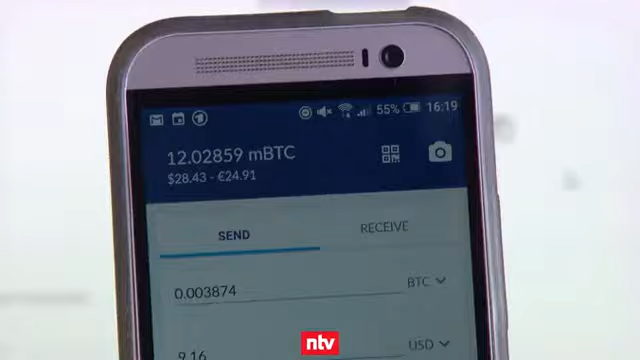 55% 16:19
12.02859 mBTC
$28.43 - €24.91
SEND RECEIVE
0.003874 BTC
9.16 USD
ntv